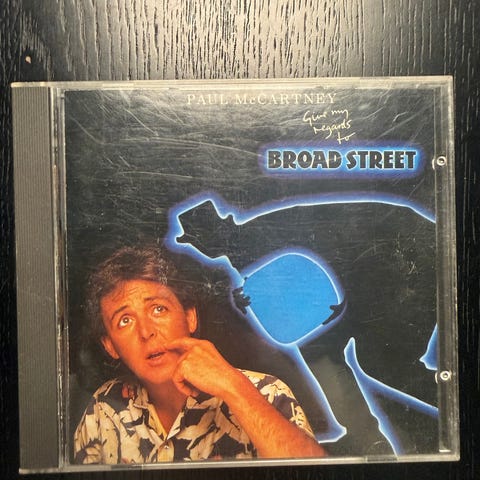 PAUL McCARTNEY
Give my
regards
to
BROAD STREET